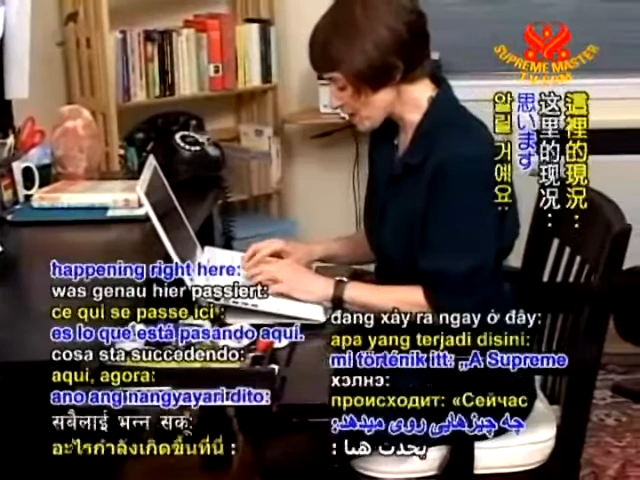 SUPREME MASTER
這裡的現況：
这里的现况：
思います
알릴 거에요.
happening right here:
was genau hier passiert:
ce qui se passe ici :
es lo que está pasando aquí.
cosa sta succedendo:
aqui, agora:
ano ang nangyayari dito:
सबैलाई भन्न सकूँ:
อะไรกำลังเกิดขึ้นที่นี่ :
đang xảy ra ngay ở đây:
apa yang terjadi disini:
mi történik itt: „A Supreme
хэлнэ:
происходит: «Сейчас
چه چیزهایی روی میدهد:
يحدث هنا :